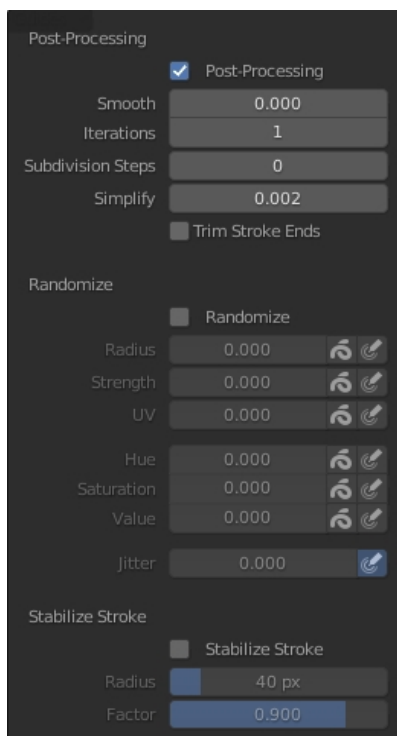 Post-Processing
Post-Processing
Smooth 0.000
Iterations 1
Subdivision Steps 0
Simplify 0.002
Trim Stroke Ends
Randomize
Randomize
Radius 0.000
Strength 0.000
UV 0.000
Hue 0.000
Saturation 0.000
Value 0.000
Jitter 0.000
Stabilize Stroke
Stabilize Stroke
Radius 40 px
Factor 0.900